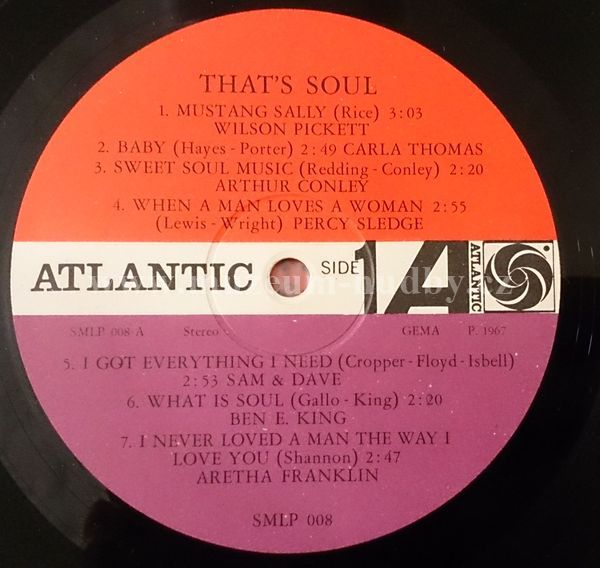 THAT'S SOUL
1. MUSTANG SALLY (Rice) 3:03
WILSON PICKETT
2. BABY (Hayes - Porter) 2:49 CARLA THOMAS
3. SWEET SOUL MUSIC (Redding - Conley) 2:20
ARTHUR CONLEY
4. WHEN A MAN LOVES A WOMAN 2:55
(Lewis - Wright) PERCY SLEDGE
ATLANTIC SIDE 1 A ATLANTIC
SMLP 008-A Stereo GEMA P. 1967
5. I GOT EVERYTHING I NEED (Cropper - Floyd - Isbell)
2:53 SAM & DAVE
6. WHAT IS SOUL (Gallo - King) 2:20
BEN E. KING
7. I NEVER LOVED A MAN THE WAY I
LOVE YOU (Shannon) 2:47
ARETHA FRANKLIN
SMLP 008